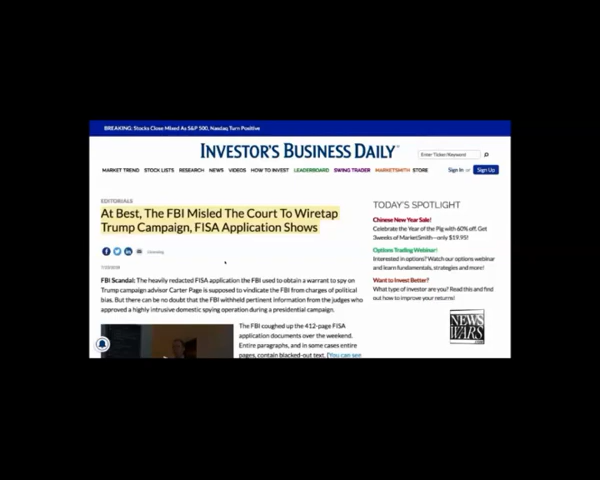 BREAKING: Stocks Close Mixed As S&P 500, Nasdaq Turn Positive
INVESTOR'S BUSINESS DAILY
Enter Ticker/Keyword
MARKET TREND STOCK LISTS RESEARCH NEWS VIDEOS HOW TO INVEST LEADERBOARD SWING TRADER MARKETSMITH STORE
Sign In Sign Up
EDITORIALS
At Best, The FBI Misled The Court To Wiretap
Trump Campaign, FISA Application Shows
FBI Scandal: The heavily redacted FISA application the FBI used to obtain a warrant to spy on
Trump campaign advisor Carter Page is supposed to vindicate the FBI from charges of political
bias. But there can be no doubt that the FBI withheld pertinent information from the judges who
approved a highly intrusive domestic spying operation during a presidential campaign.
The FBI coughed up the 412-page FISA
application documents over the weekend.
Entire paragraphs, and in some cases entire
pages, contain blacked-out text. (You can see
TODAY'S SPOTLIGHT
Chinese New Year Sale!
Celebrate the Year of the Pig with 60% off. Get
3weeks of MarketSmith—only $19.95!
Options Trading Webinar!
Interested in options? Watch our options webinar
and learn fundamentals, strategies and more!
Want to Invest Better?
What type of investor are you? Read this and find
out how to improve your returns!
NEWS
WARS